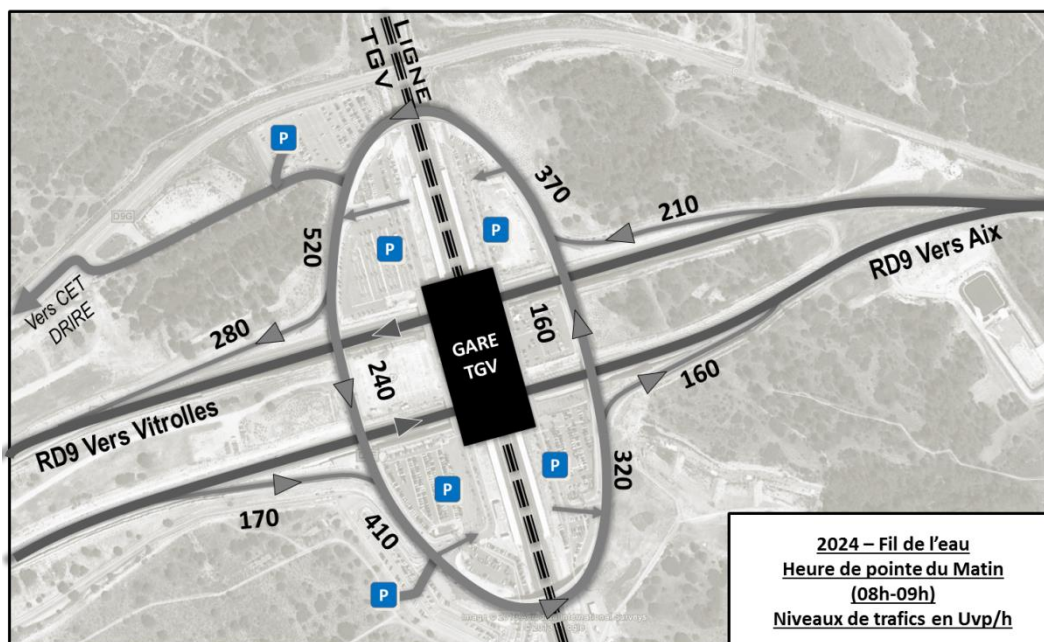 LIGNE
TGV
P
370
210
D9G
520
P
P
RD9 Vers Aix
Vers CET
DRIRE
280
160
GARE
TGV
240
160
RD9 Vers Vitrolles
P
P
320
170
410
P
2024 – Fil de l'eau
Heure de pointe du Matin
(08h-09h)
Niveaux de trafics en Uvp/h